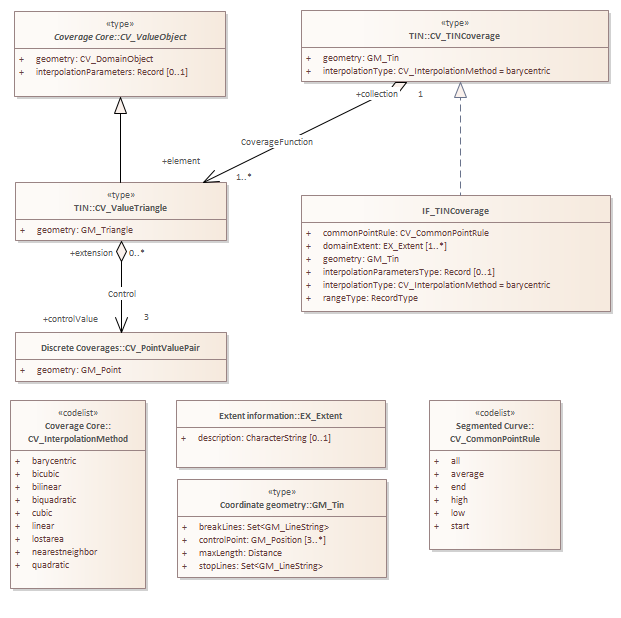 «type»
Coverage Core::CV_ValueObject
+ geometry: CV_DomainObject
+ interpolationParameters: Record [0..1]
«type»
TIN::CV_TINCoverage
+ geometry: GM_Tin
+ interpolationType: CV_InterpolationMethod = barycentric
+collection 1
CoverageFunction
+element
1..*
«type»
TIN::CV_ValueTriangle
+ geometry: GM_Triangle
+extension 0..*
Control
+controlValue 3
Discrete Coverages::CV_PointValuePair
+ geometry: GM_Point
IF_TINCoverage
+ commonPointRule: CV_CommonPointRule
+ domainExtent: EX_Extent [1..*]
+ geometry: GM_Tin
+ interpolationParametersType: Record [0..1]
+ interpolationType: CV_InterpolationMethod = barycentric
+ rangeType: RecordType
«codelist»
Coverage Core::
CV_InterpolationMethod
+ barycentric
+ bicubic
+ bilinear
+ biquadratic
+ cubic
+ linear
+ lostarea
+ nearestneighbor
+ quadratic
Extent information::EX_Extent
+ description: CharacterString [0..1]
«type»
Coordinate geometry::GM_Tin
+ breakLines: Set<GM_LineString>
+ controlPoint: GM_Position [3..*]
+ maxLength: Distance
+ stopLines: Set<GM_LineString>
«codelist»
Segmented Curve::
CV_CommonPointRule
+ all
+ average
+ end
+ high
+ low
+ start